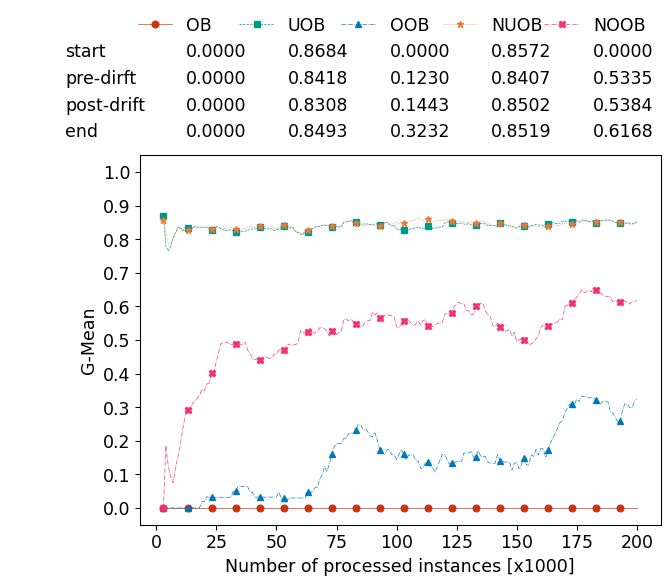 OB UOB OOB NUOB NOOB
start 0.0000 0.8684 0.0000 0.8572 0.0000
pre-dirft 0.0000 0.8418 0.1230 0.8407 0.5335
post-drift 0.0000 0.8308 0.1443 0.8502 0.5384
end 0.0000 0.8493 0.3232 0.8519 0.6168
1.0
0.9
0.8
0.7
0.6
0.5
0.4
0.3
0.2
0.1
0.0
G-Mean
0 25 50 75 100 125 150 175 200
Number of processed instances [x1000]